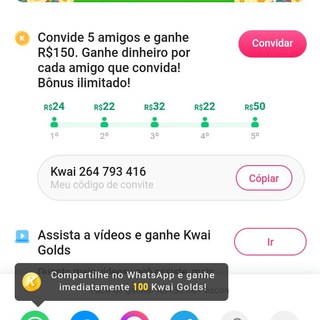 Convide 5 amigos e ganhe
R$150. Ganhe dinheiro por
cada amigo que convida!
Bônus ilimitado!
Convidar
R$24 R$22 R$32 R$22 R$50
1º 2º 3º 4º 5º
Kwai 264 793 416
Meu código de convite
Cópiar
Assista a vídeos e ganhe Kwai
Golds
Ir
Compartilhe no WhatsApp e ganhe
imediatamente 100 Kwai Golds!